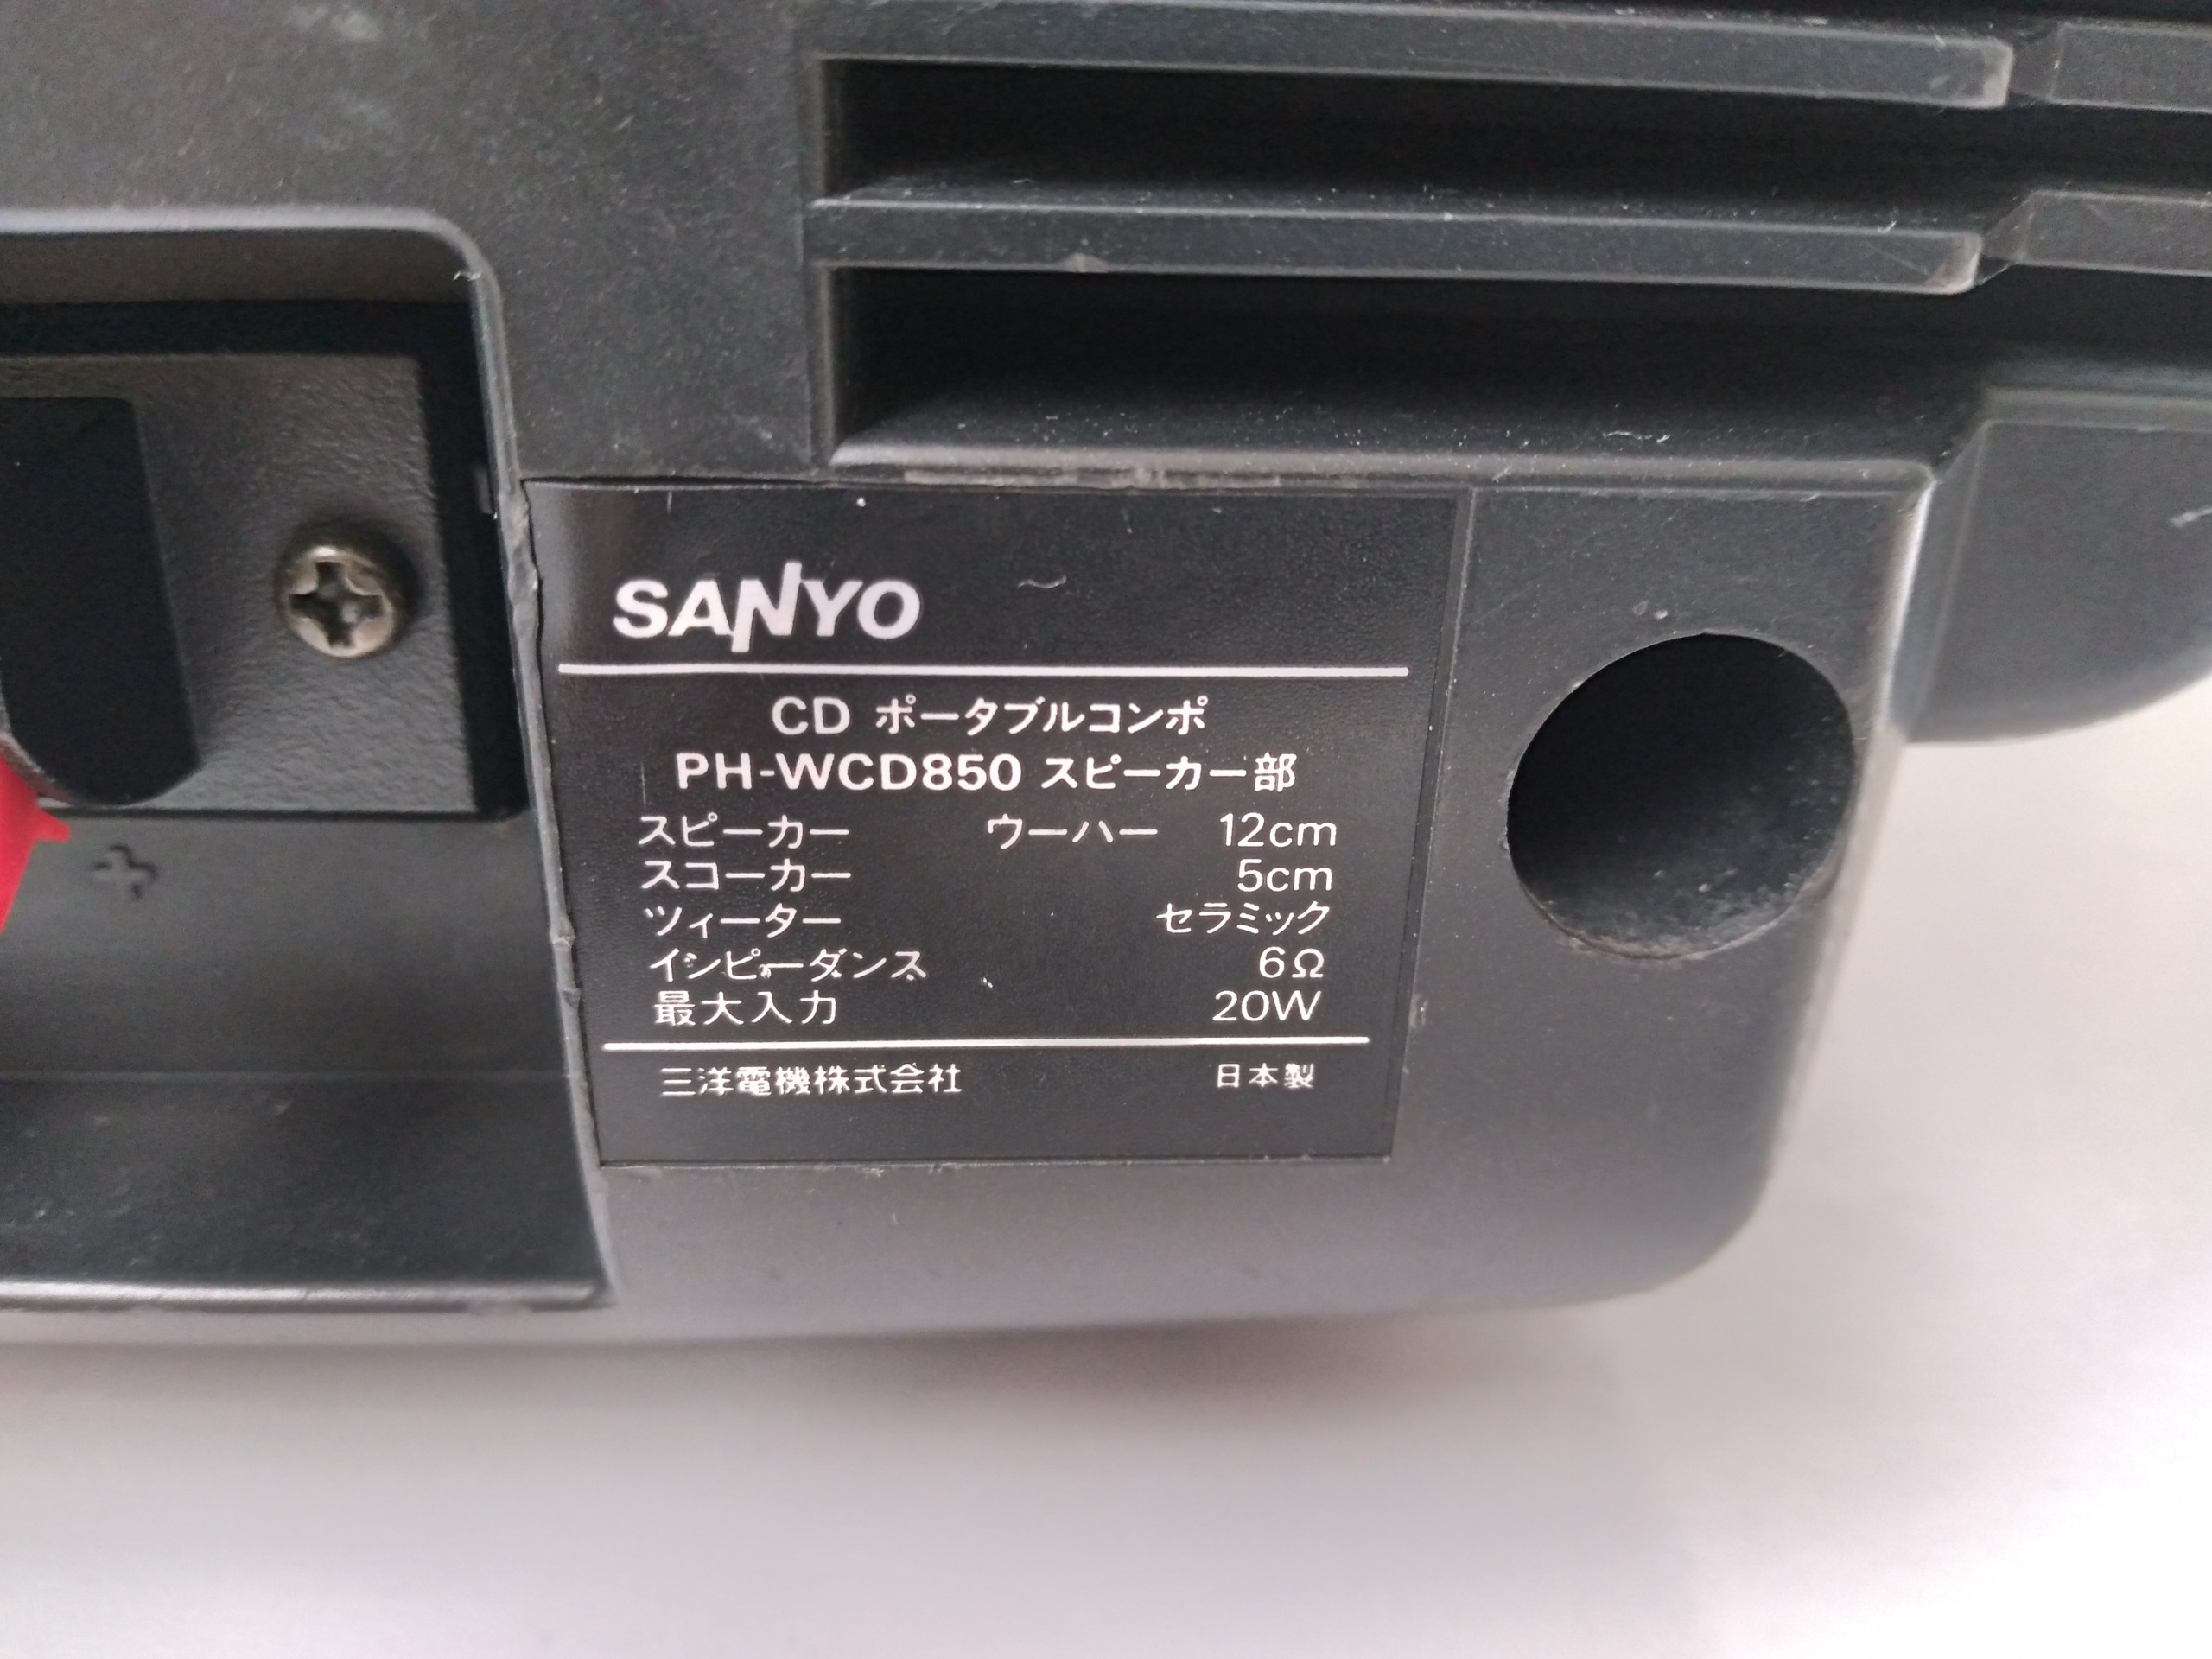 SANYO
CD ポータブルコンポ
PH-WCD850 スピーカー部
スピーカー ウーハー 12cm
スコーカー 5cm
ツィーター セラミック
インピーダンス 6Ω
最大入力 20W
三洋電機株式会社 日本製
+